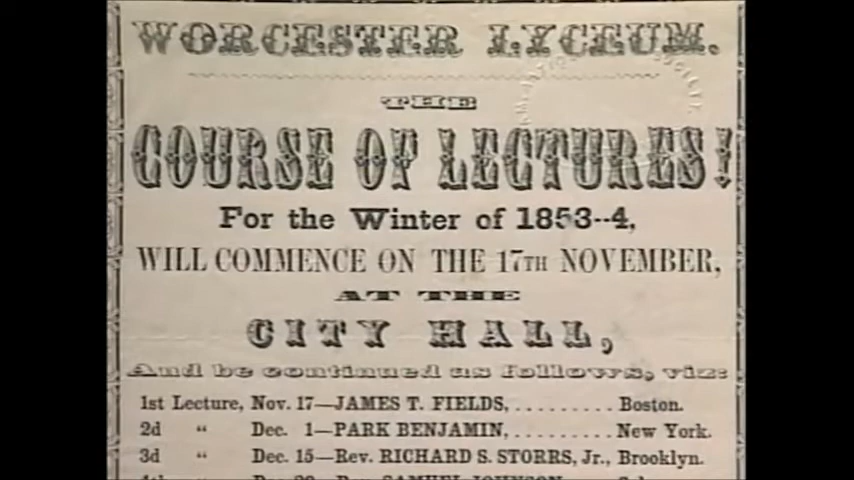 WORCESTER LYCEUM.
THE
COURSE OF LECTURES!
For the Winter of 1853--4,
WILL COMMENCE ON THE 17TH NOVEMBER,
AT THE
CITY HALL,
And be continued as follows, viz:
1st Lecture, Nov. 17—JAMES T. FIELDS, ......... Boston.
2d " Dec. 1—PARK BENJAMIN, ......... New York.
3d " Dec. 15—Rev. RICHARD S. STORRS, Jr., Brooklyn.